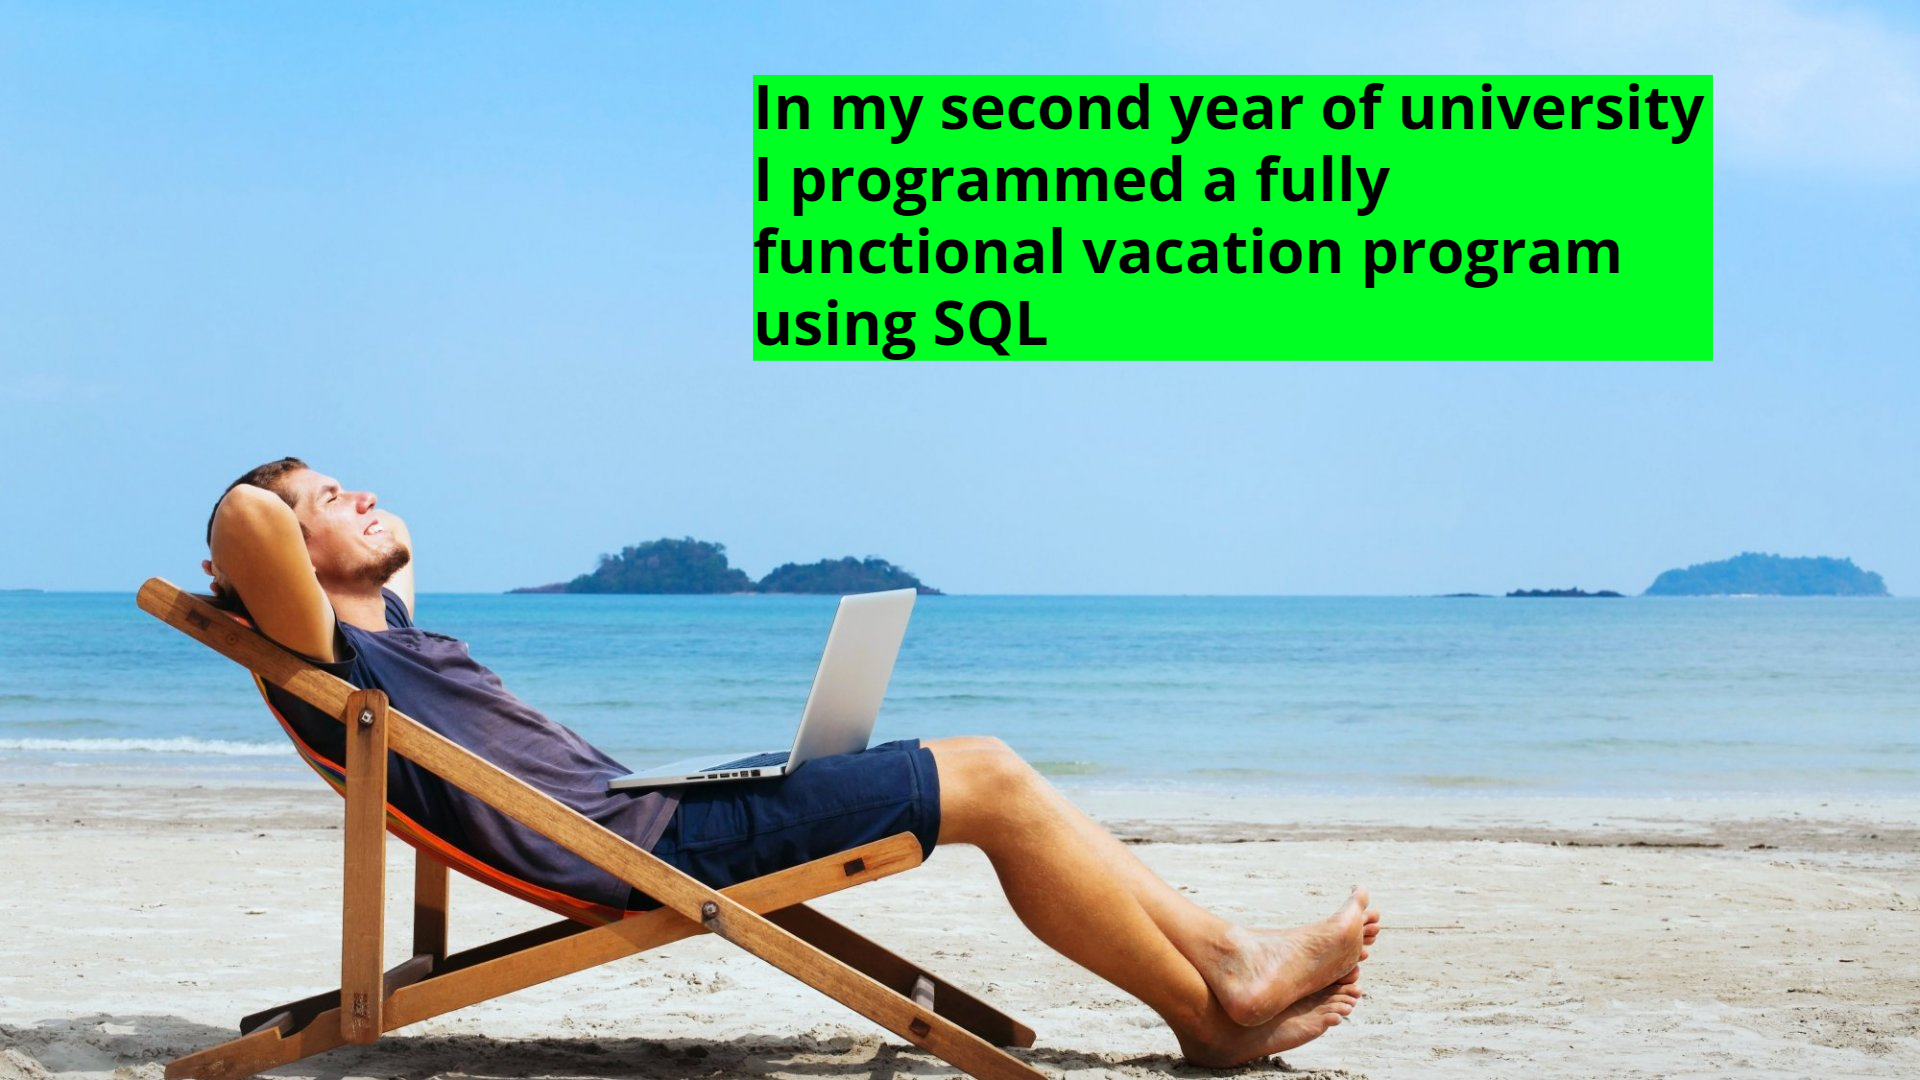 In my second year of university
I programmed a fully
functional vacation program
using SQL